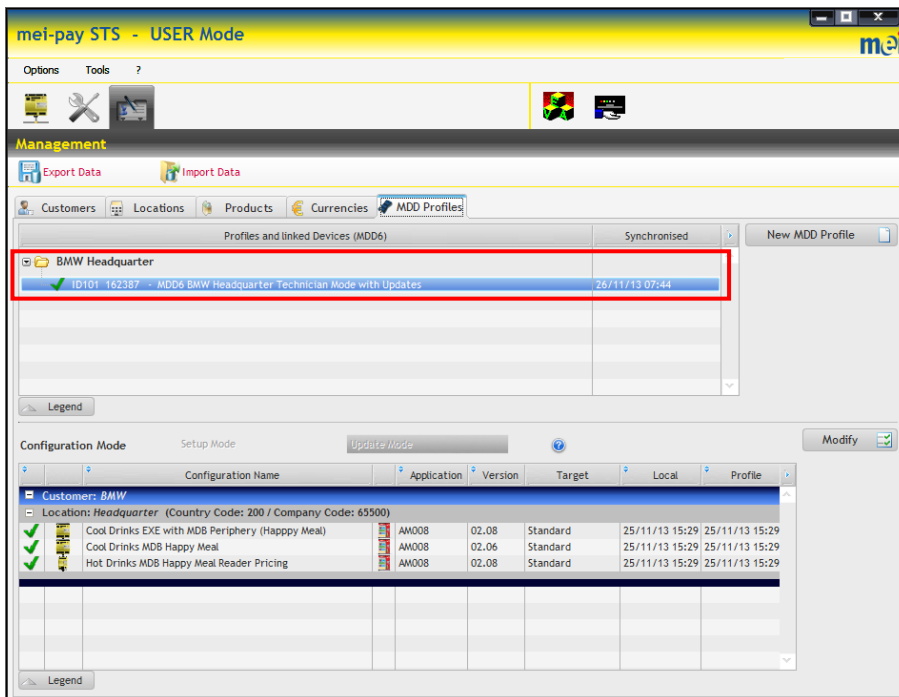 mei-pay STS - USER Mode
mei
Options Tools ?
Management
Export Data Import Data
Customers Locations Products Currencies MDD Profiles
Profiles and linked Devices (MDD6) Synchronised New MDD Profile
BMW Headquarter
ID101 162387 - MDD6 BMW Headquarter Technician Mode with Updates 26/11/13 07:44
Legend
Configuration Mode Setup Mode Update Mode Modify
Configuration Name Application Version Target Local Profile
Customer: BMW
Location: Headquarter (Country Code: 200 / Company Code: 65500)
Cool Drinks EXE with MDB Periphery (Happpy Meal) AM008 02.08 Standard 25/11/13 15:29 25/11/13 15:29
Cool Drinks MDB Happy Meal AM008 02.06 Standard 25/11/13 15:29 25/11/13 15:29
Hot Drinks MDB Happy Meal Reader Pricing AM008 02.08 Standard 25/11/13 15:29 25/11/13 15:29
Legend